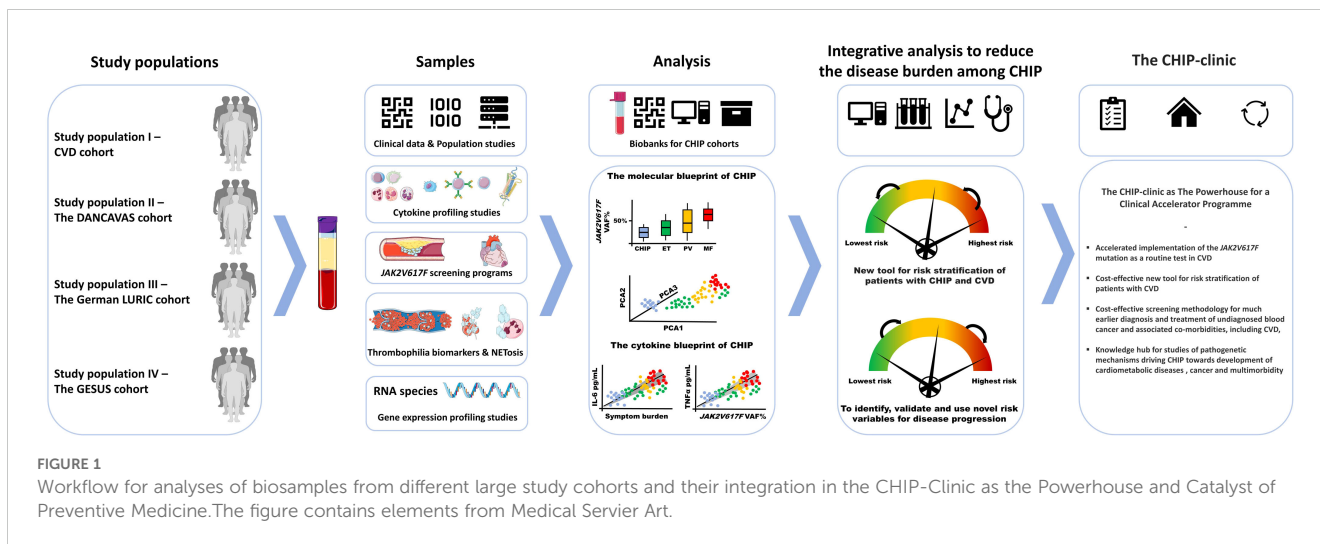 Study populations
Study population I –
CVD cohort
Study population II –
The DANCAVAS cohort
Study population III –
The German LURIC cohort
Study population IV –
The GESUS cohort
Samples
1010
1010
Clinical data & Population studies
Cytokine profiling studies
JAK2V617F screening programs
Thrombophilia biomarkers & NETosis
RNA species
Gene expression profiling studies
Analysis
Biobanks for CHIP cohorts
The molecular blueprint of CHIP
JAK2V617F
VAF%
50%
CHIP ET PV MF
PCA2
PCA3
PCA1
The cytokine blueprint of CHIP
IL-6 pg/mL
Symptom burden
TNFα pg/mL
JAK2V617F VAF%
Integrative analysis to reduce
the disease burden among CHIP
Lowest risk
Highest risk
New tool for risk stratification of
patients with CHIP and CVD
Lowest risk
Highest risk
To identify, validate and use novel risk
variables for disease progression
The CHIP-clinic
The CHIP-clinic as The Powerhouse for a
Clinical Accelerator Programme
-
▪ Accelerated implementation of the JAK2V617F
mutation as a routine test in CVD
▪ Cost-effective new tool for risk stratification of
patients with CVD
▪ Cost-effective screening methodology for much
earlier diagnosis and treatment of undiagnosed blood
cancer and associated co-morbidities, including CVD,
▪ Knowledge hub for studies of pathogenetic
mechanisms driving CHIP towards development of
cardiometabolic diseases , cancer and multimorbidity
FIGURE 1
Workflow for analyses of biosamples from different large study cohorts and their integration in the CHIP-Clinic as the Powerhouse and Catalyst of
Preventive Medicine.The figure contains elements from Medical Servier Art.